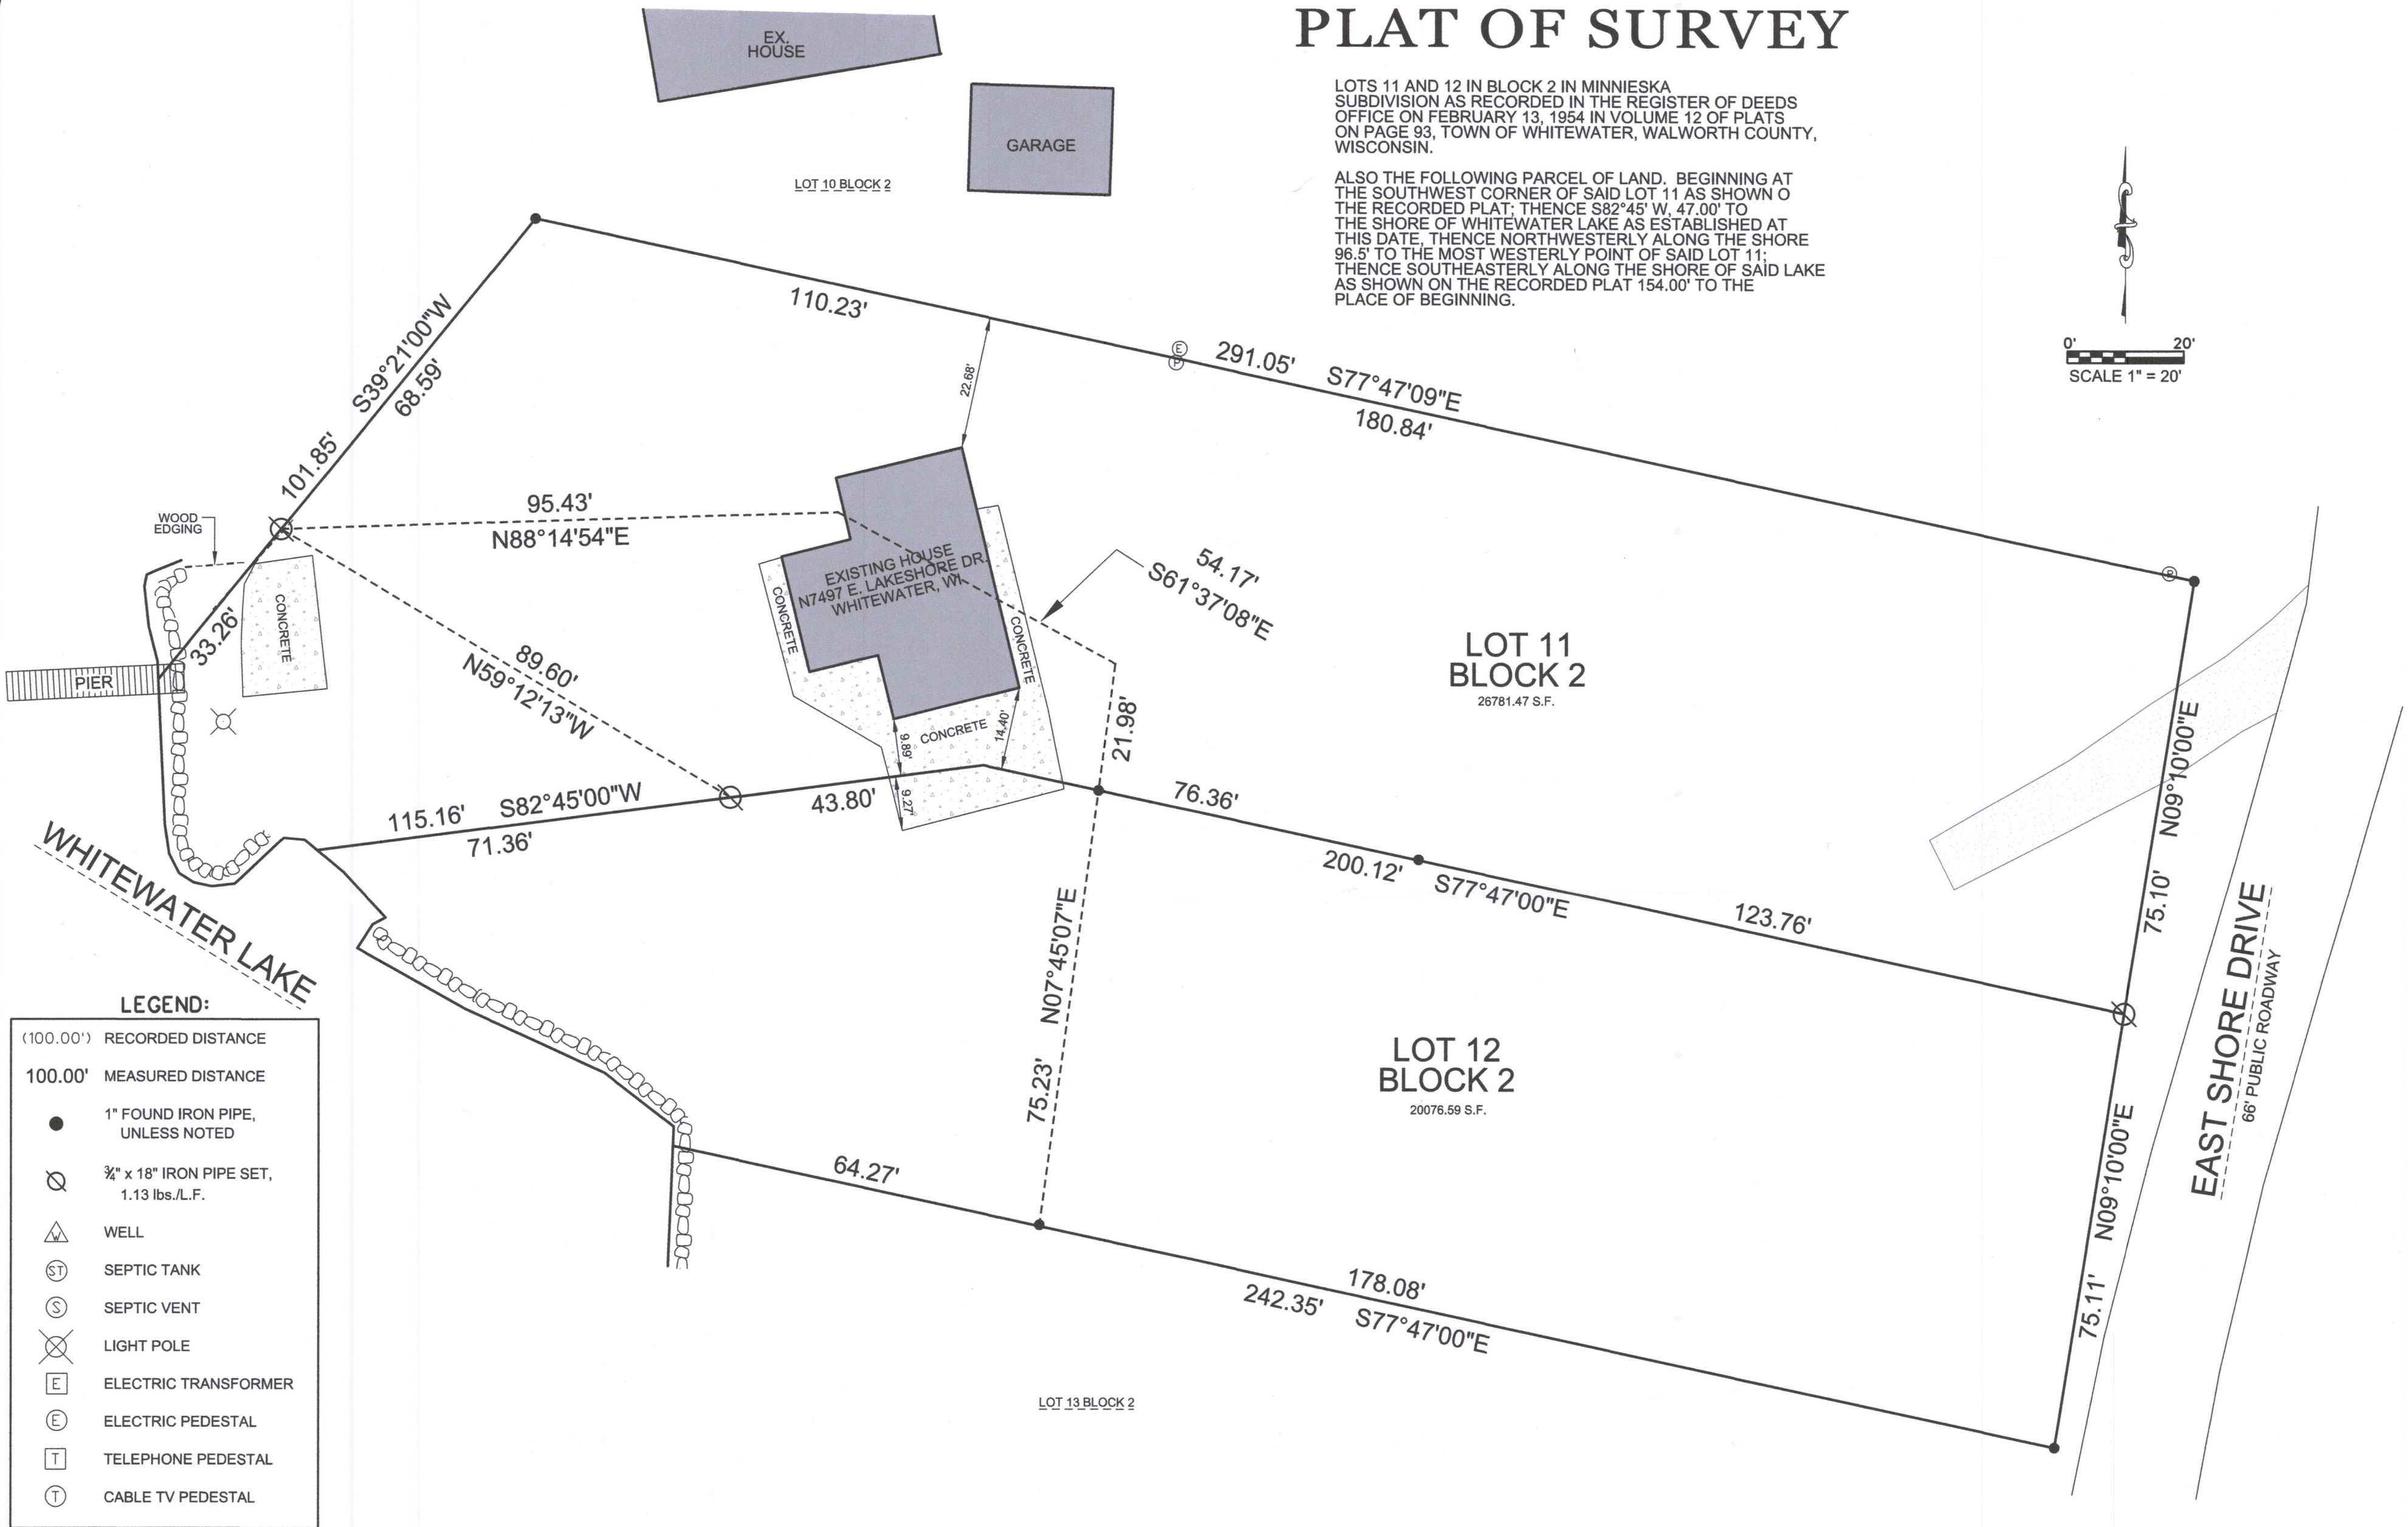 PLAT OF SURVEY
EX.
HOUSE
GARAGE
LOT 10 BLOCK 2
LOTS 11 AND 12 IN BLOCK 2 IN MINNIESKA
SUBDIVISION AS RECORDED IN THE REGISTER OF DEEDS
OFFICE ON FEBRUARY 13, 1954 IN VOLUME 12 OF PLATS
ON PAGE 93, TOWN OF WHITEWATER, WALWORTH COUNTY,
WISCONSIN.
ALSO THE FOLLOWING PARCEL OF LAND. BEGINNING AT
THE SOUTHWEST CORNER OF SAID LOT 11 AS SHOWN O
THE RECORDED PLAT; THENCE S82°45' W, 47.00' TO
THE SHORE OF WHITEWATER LAKE AS ESTABLISHED AT
THIS DATE, THENCE NORTHWESTERLY ALONG THE SHORE
96.5' TO THE MOST WESTERLY POINT OF SAID LOT 11;
THENCE SOUTHEASTERLY ALONG THE SHORE OF SAID LAKE
AS SHOWN ON THE RECORDED PLAT 154.00' TO THE
PLACE OF BEGINNING.
0' 20'
SCALE 1" = 20'
110.23'
22.68'
E
P
291.05' S77°47'09"E
180.84'
S39°21'00"W
68.59'
101.85'
33.26'
WOOD
EDGING
95.43'
N88°14'54"E
CONCRETE
PIER
89.60'
N59°12'13"W
EXISTING HOUSE
N7497 E. LAKESHORE DR.
WHITEWATER, WI.
CONCRETE
CONCRETE
CONCRETE
54.17'
S61°37'08"E
21.98'
9.89'
14.40'
9.27'
LOT 11
BLOCK 2
26781.47 S.F.
P
N09°10'00"E
75.10'
115.16' S82°45'00"W
71.36'
43.80'
76.36'
200.12' S77°47'00"E
123.76'
WHITEWATER LAKE
N07°45'07"E
75.23'
LOT 12
BLOCK 2
20076.59 S.F.
EAST SHORE DRIVE
66' PUBLIC ROADWAY
N09°10'00"E
75.11'
64.27'
178.08'
242.35' S77°47'00"E
LOT 13 BLOCK 2
LEGEND:
(100.00') RECORDED DISTANCE
100.00' MEASURED DISTANCE
1" FOUND IRON PIPE,
UNLESS NOTED
¾" x 18" IRON PIPE SET,
1.13 lbs./L.F.
W WELL
ST SEPTIC TANK
S SEPTIC VENT
LIGHT POLE
E ELECTRIC TRANSFORMER
E ELECTRIC PEDESTAL
T TELEPHONE PEDESTAL
T CABLE TV PEDESTAL